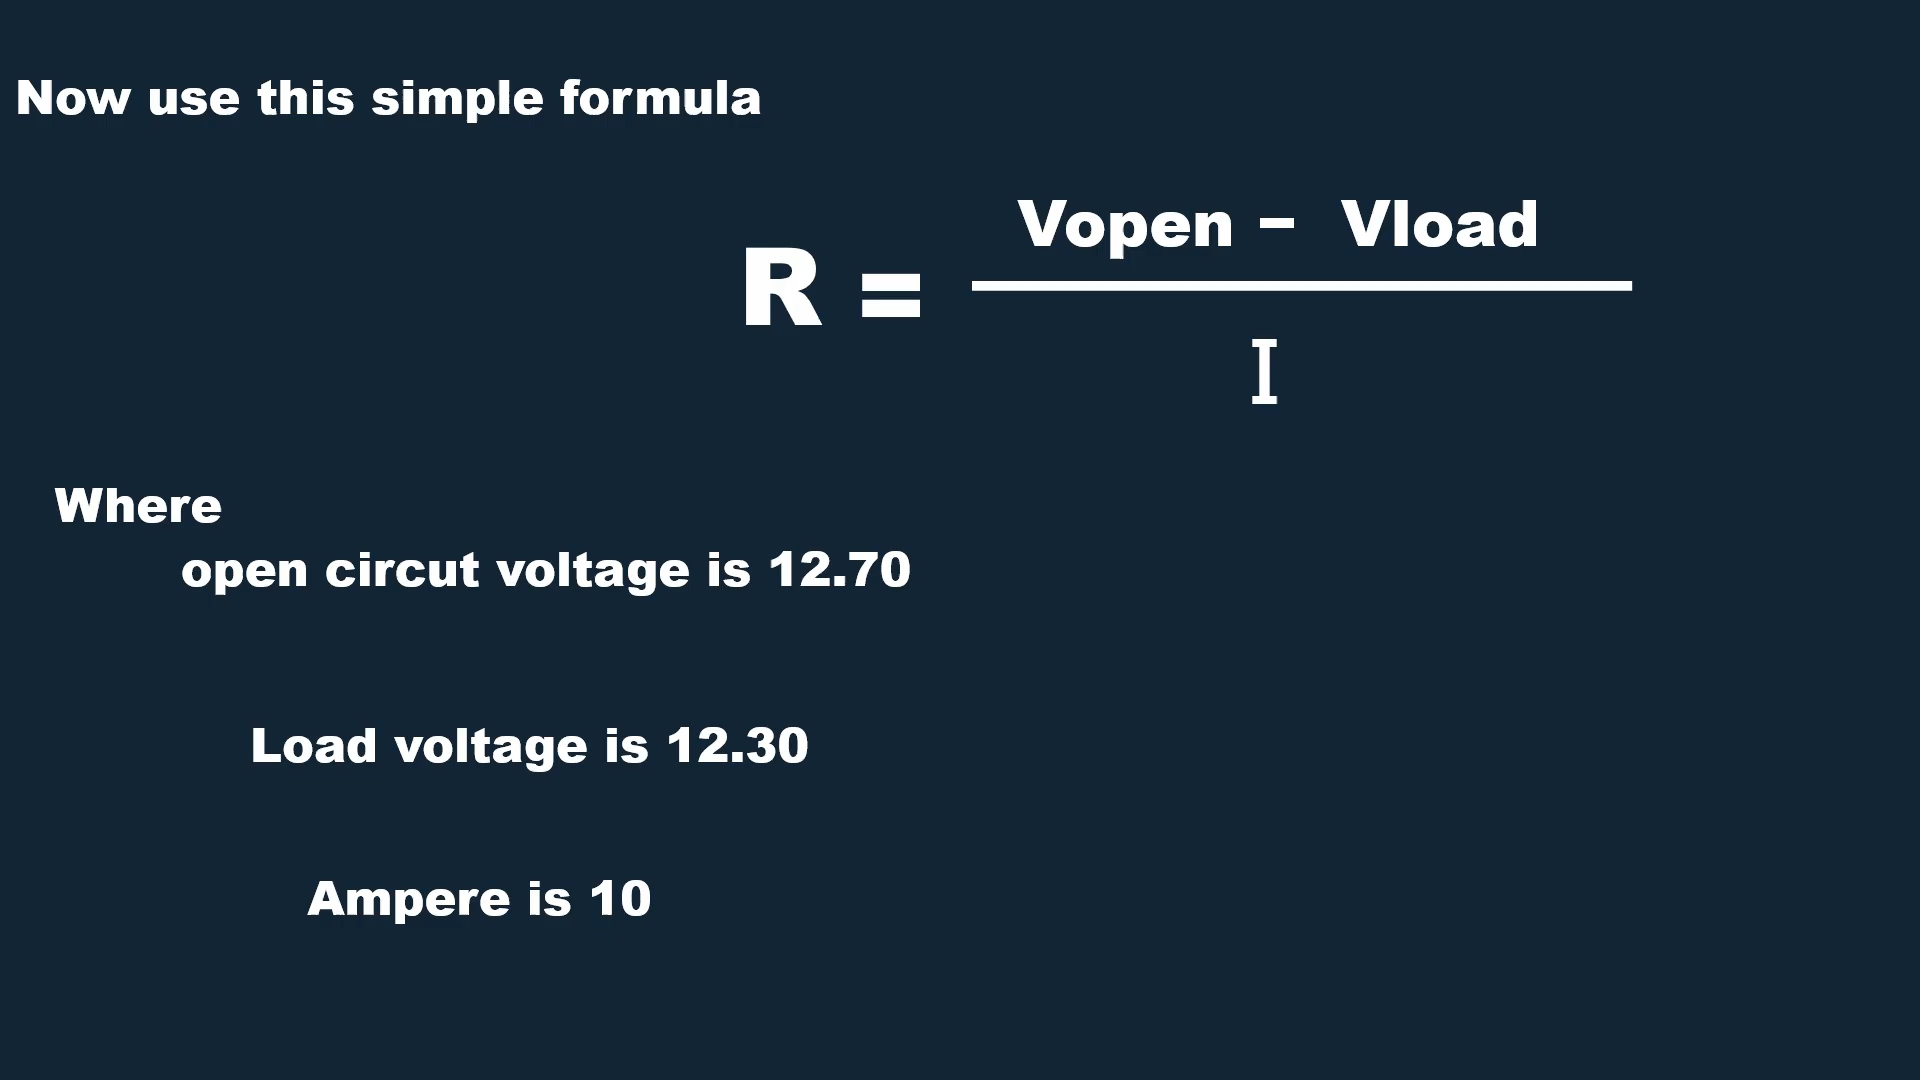 Now use this simple formula
Vopen - Vload
R =
I
Where
open circut voltage is 12.70
Load voltage is 12.30
Ampere is 10